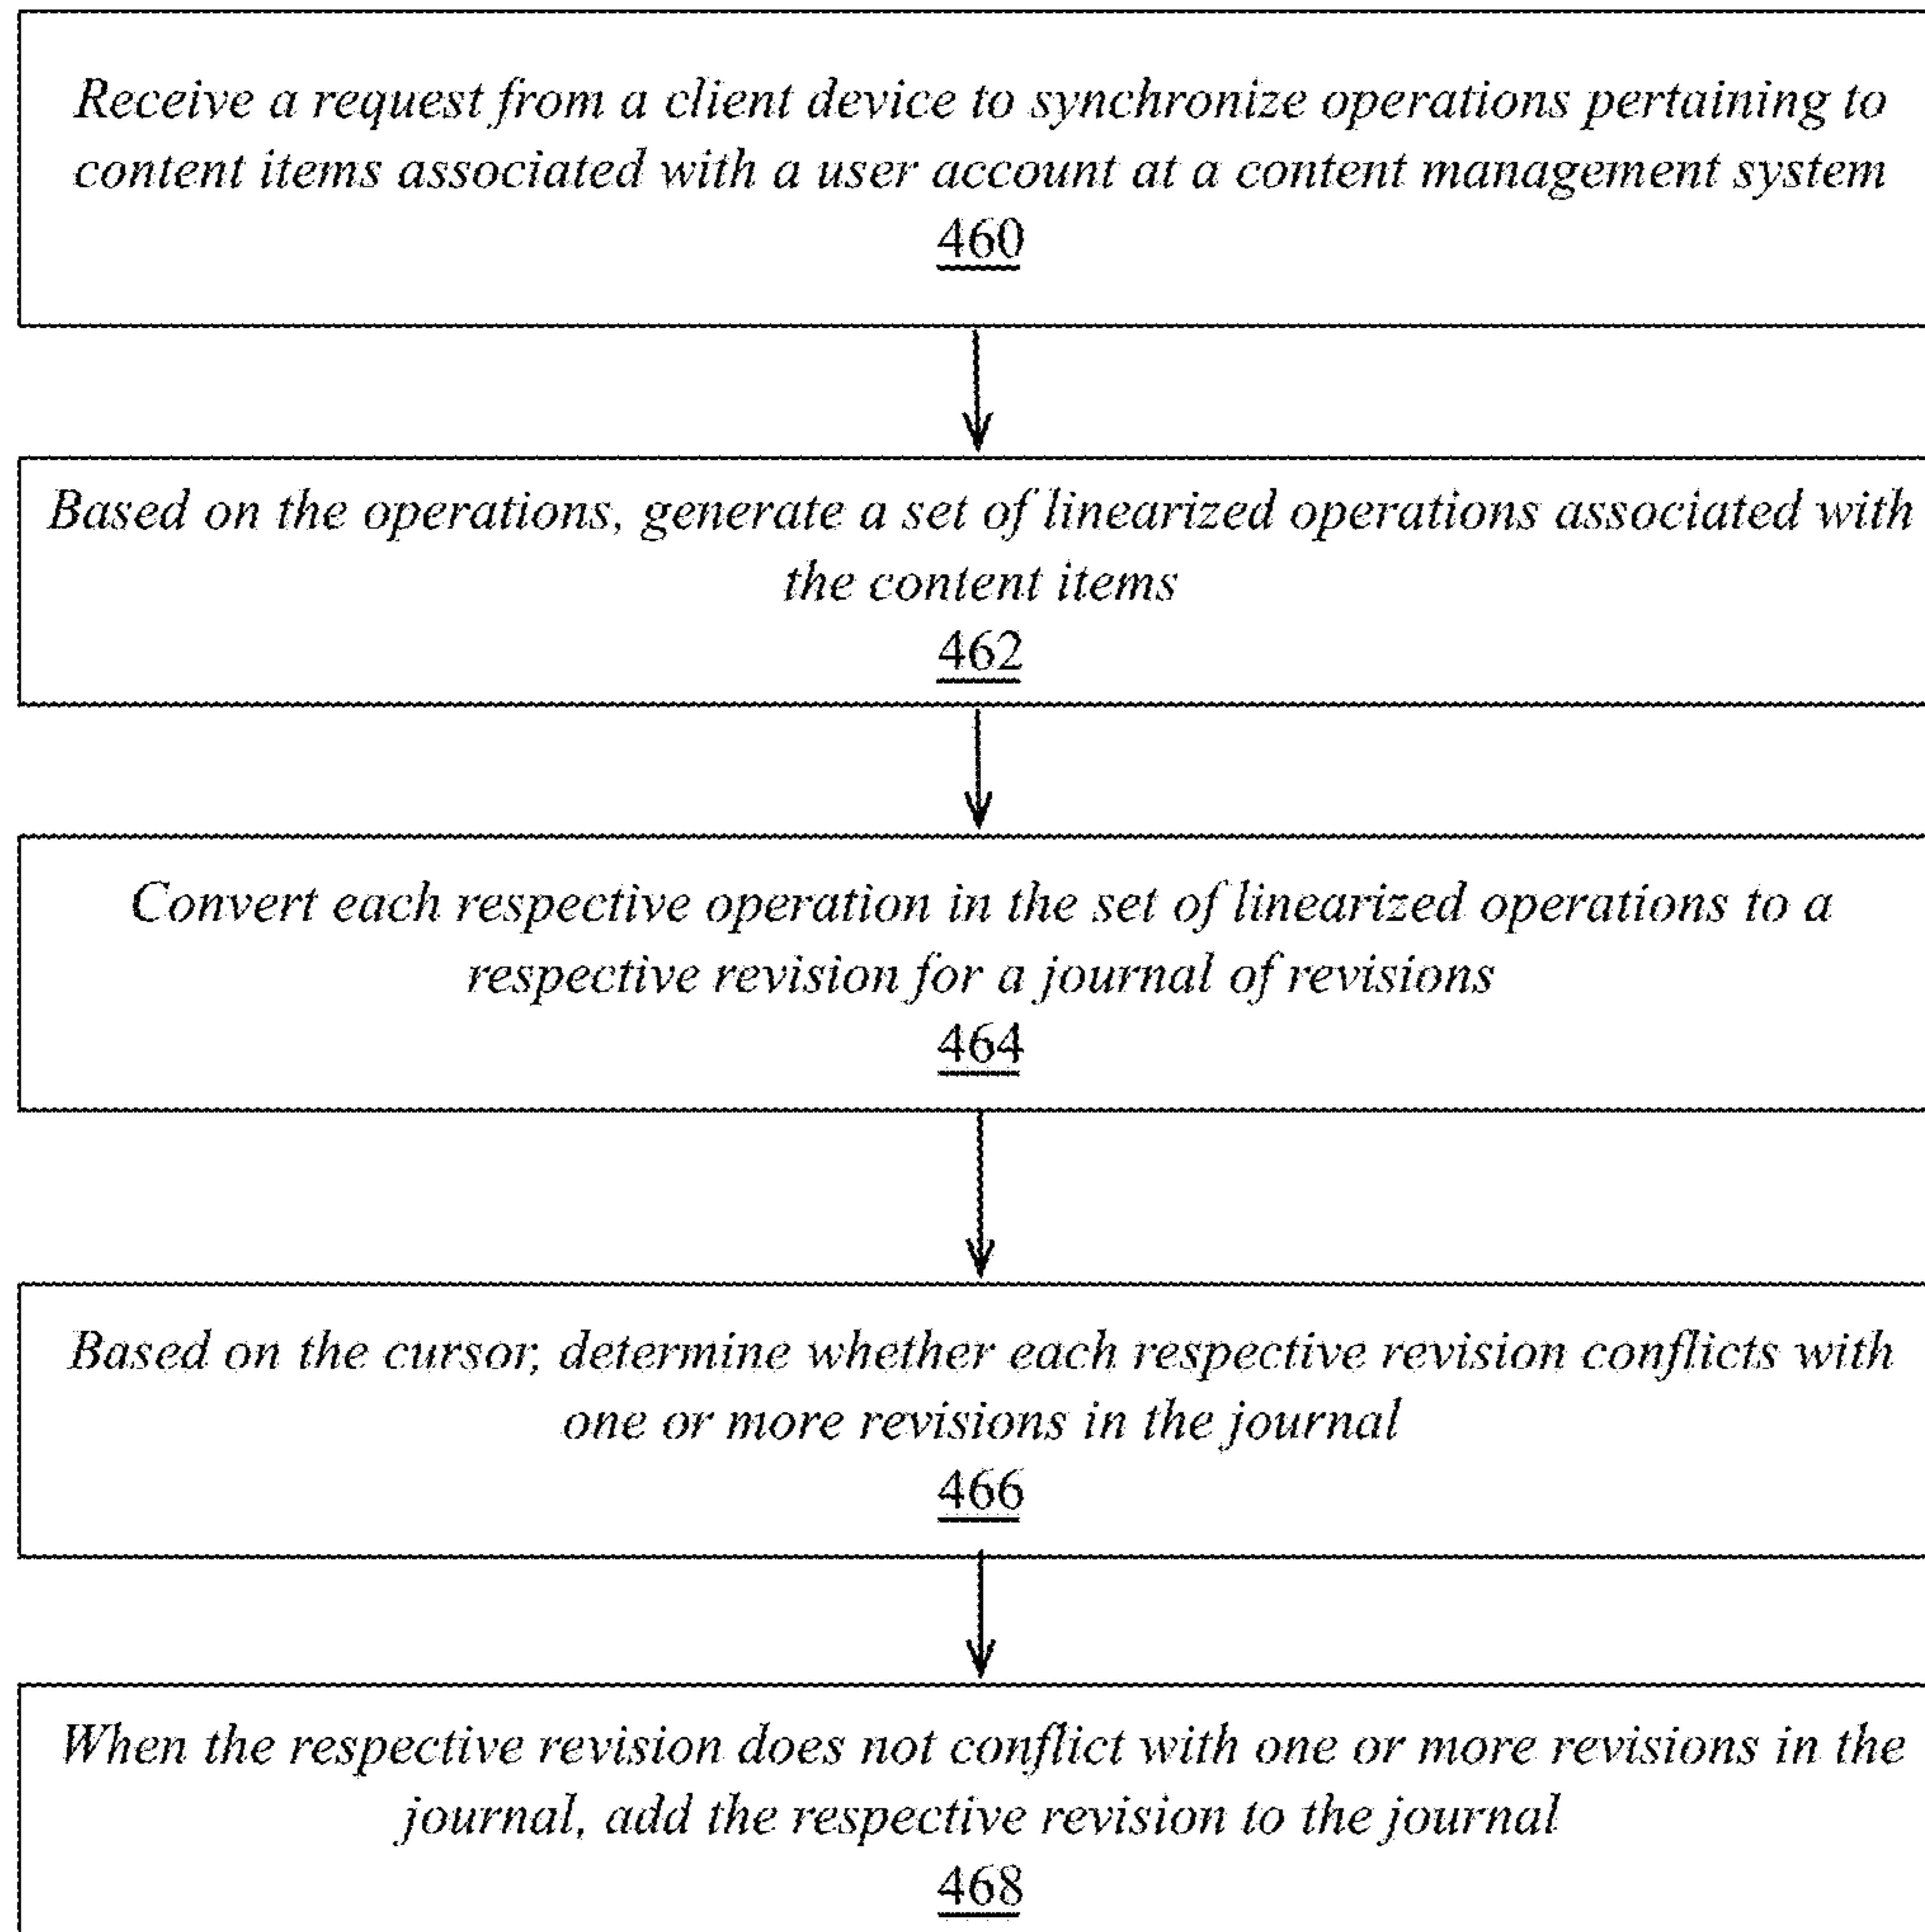 Receive a request from a client device to synchronize operations pertaining to
content items associated with a user account at a content management system
460
Based on the operations, generate a set of linearized operations associated with
the content items
462
Convert each respective operation in the set of linearized operations to a
respective revision for a journal of revisions
464
Based on the cursor, determine whether each respective revision conflicts with
one or more revisions in the journal
466
When the respective revision does not conflict with one or more revisions in the
journal, add the respective revision to the journal
468